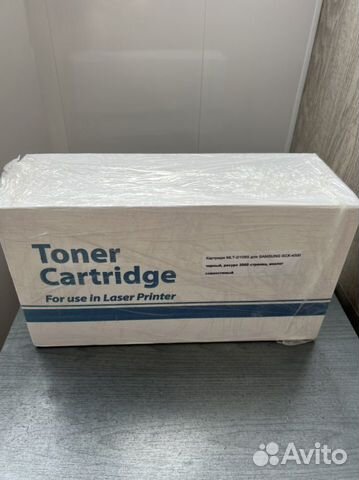 Toner
Cartridge
For use in Laser Printer
Картридж MLT-D109S для SAMSUNG SCX-4300
черный, ресурс 2000 страниц, аналог
совместимый
Avito